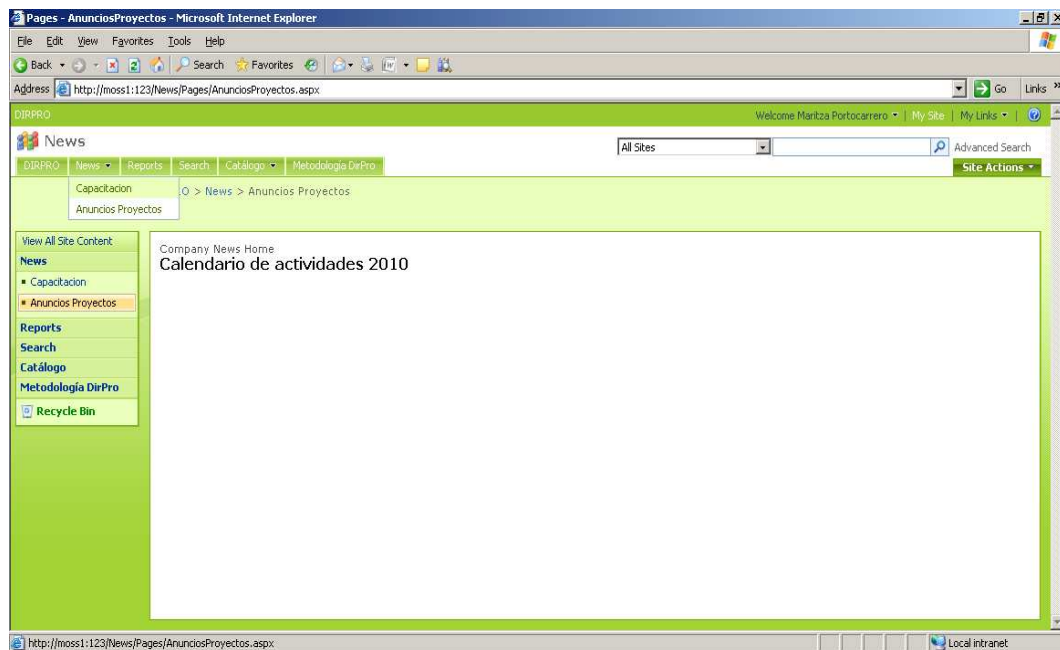 Pages - AnunciosProyectos - Microsoft Internet Explorer
File Edit View Favorites Tools Help
Back Search Favorites
Address http://moss1:123/News/Pages/AnunciosProyectos.aspx Go Links »
DIRPRO Welcome Maritza Portocarrero | My Site | My Links |
News All Sites Advanced Search
DIRPRO News Reports Search Catálogo Metodología DirPro Site Actions
Capacitacion
O > News > Anuncios Proyectos
Anuncios Proyectos
View All Site Content
News
Capacitacion
Anuncios Proyectos
Reports
Search
Catálogo
Metodología DirPro
Recycle Bin
Company News Home
Calendario de actividades 2010
http://moss1:123/News/Pages/AnunciosProyectos.aspx Local intranet